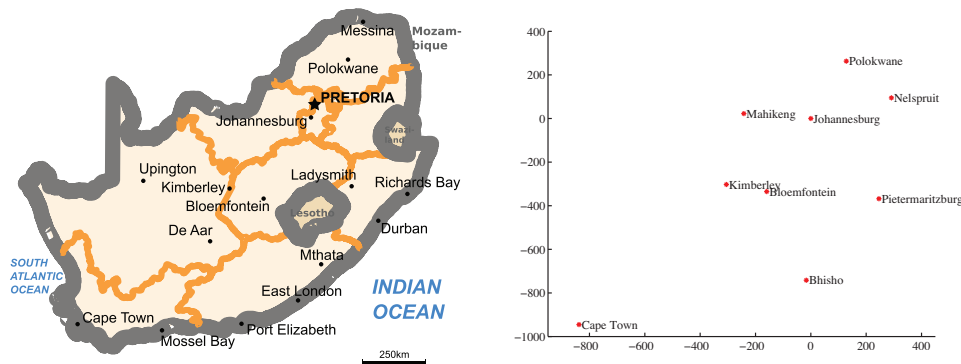 Messina
Mozam-
bique
Polokwane
PRETORIA
Johannesburg
Swazi-
land
Upington
Ladysmith
Kimberley
Richards Bay
Bloemfontein
Lesotho
De Aar
Durban
Mthata
SOUTH
ATLANTIC
OCEAN
East London
INDIAN
OCEAN
Cape Town
Port Elizabeth
Mossel Bay
250km
400
200
0
−200
−400
−600
−800
−1000
Polokwane
Nelspruit
Mahikeng
Johannesburg
Kimberley
Bloemfontein
Pietermaritzburg
Bhisho
Cape Town
−800
−600
−400
−200
0
200
400